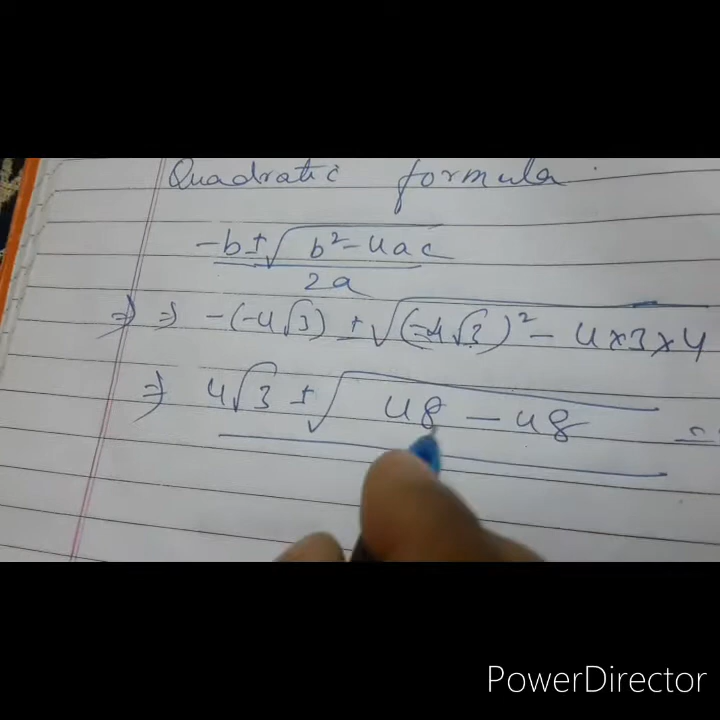 Quadratic formula.
-b ± √(b² - 4ac)
2a
⇒ ⇒ -(-4√3) ± √(-4√3)² - 4×3×4
⇒ 4√3 ± √48 - 48
PowerDirector